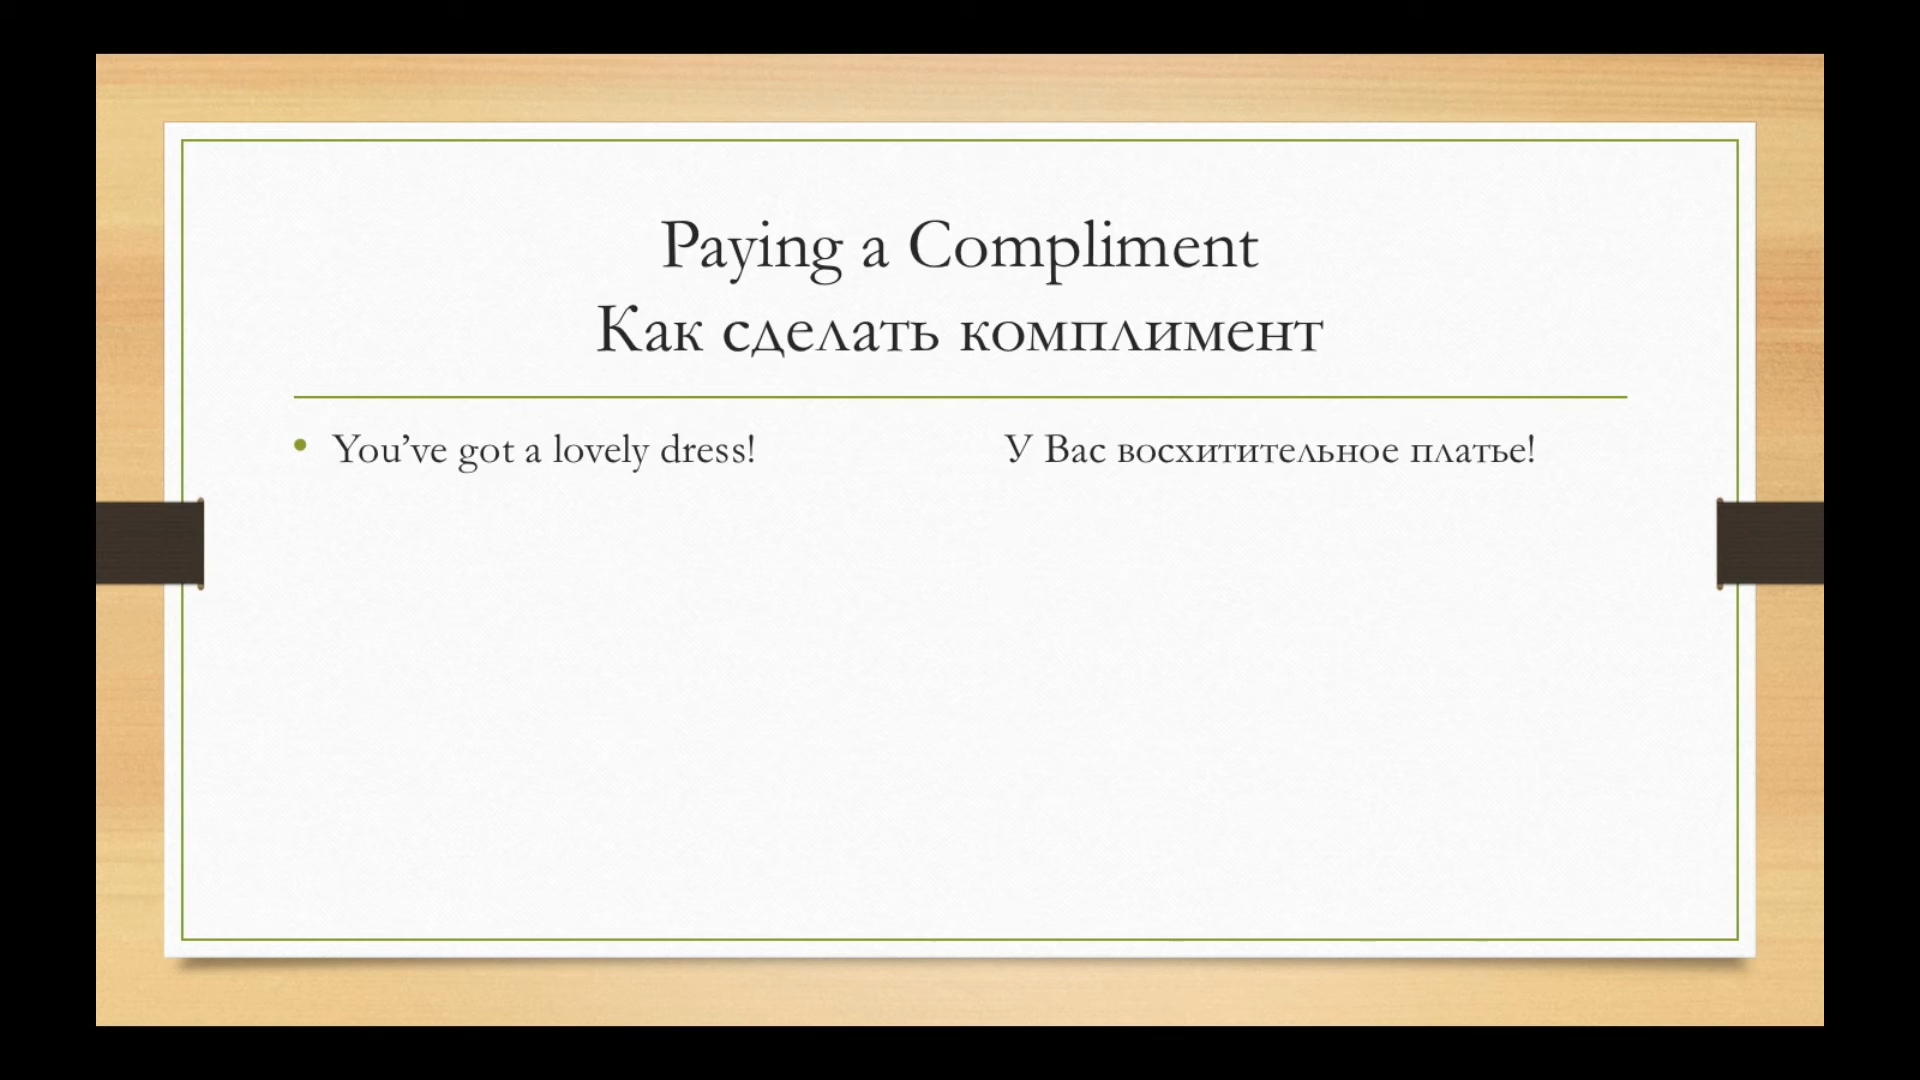 Paying a Compliment
Как сделать комплимент
• You’ve got a lovely dress! У Вас восхитительное платье!